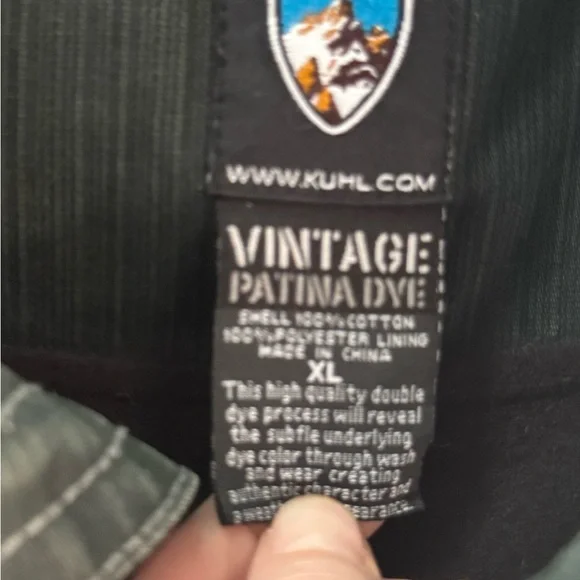 WWW.KUHL.COM
VINTAGE
PATINA DYE
SHELL 100% COTTON
100% POLYESTER LINING
MADE IN CHINA
XL
This high quality double
dye process will reveal
the subtle underlying
dye color through wash
and wear creating
authentic character and
a